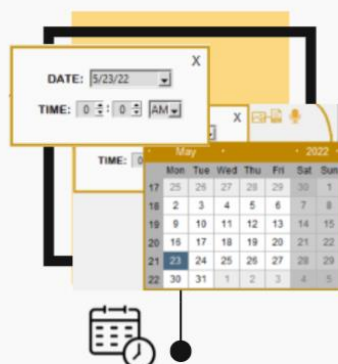 X
DATE: 5/23/22
TIME: 0 : 0 AM
X
TIME: 0
May 2022
Mon Tue Wed Thu Fri Sat Sun
17 25 26 27 28 29 30 1
18 2 3 4 5 6 7 8
19 9 10 11 12 13 14 15
20 16 17 18 19 20 21 22
21 23 24 25 26 27 28 29
22 30 31 1 2 3 4 5